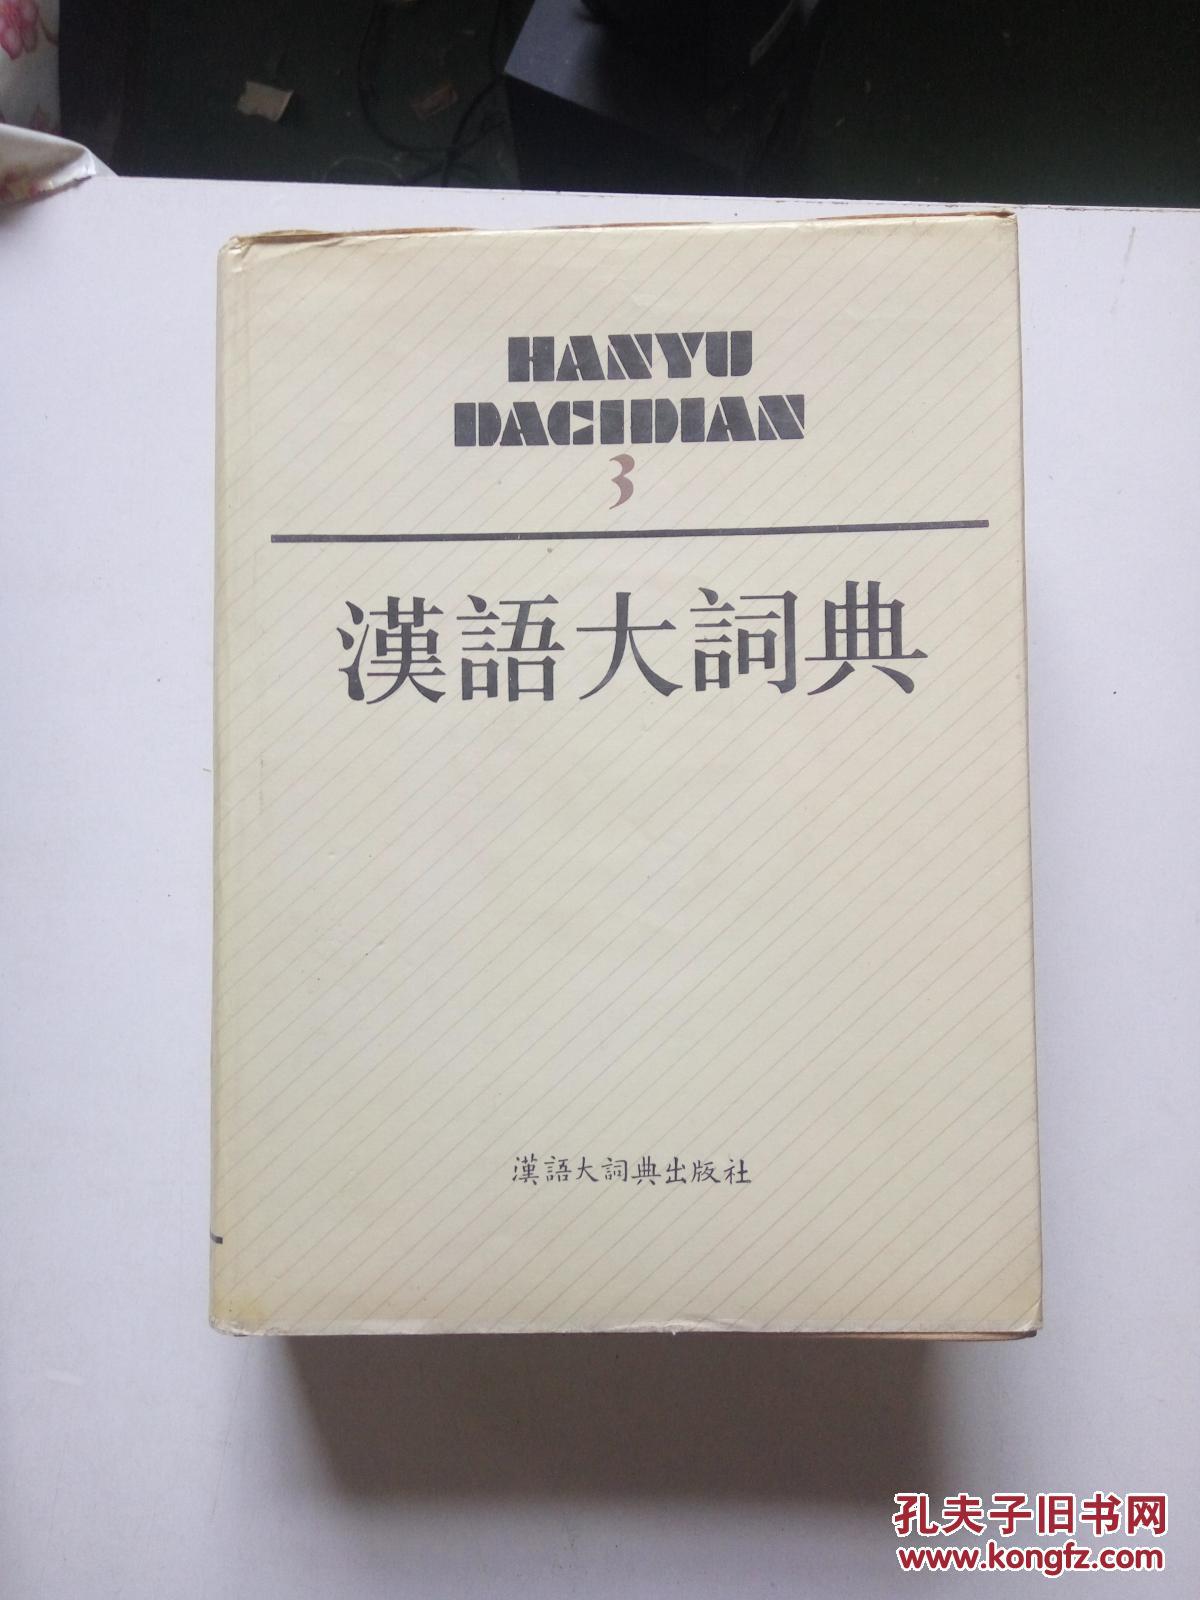 HANYU
DACIDIAN
3
漢語大詞典
漢語大詞典出版社
孔夫子旧书网
www.kongfz.com